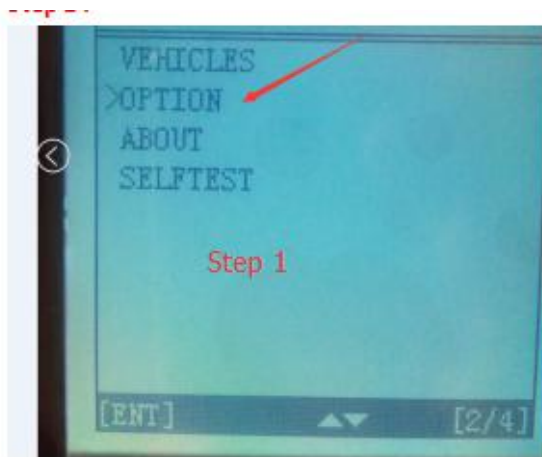 VEHICLES
>OPTION
ABOUT
SELFTEST
Step 1
[ENT] ▲▼ [2/4]